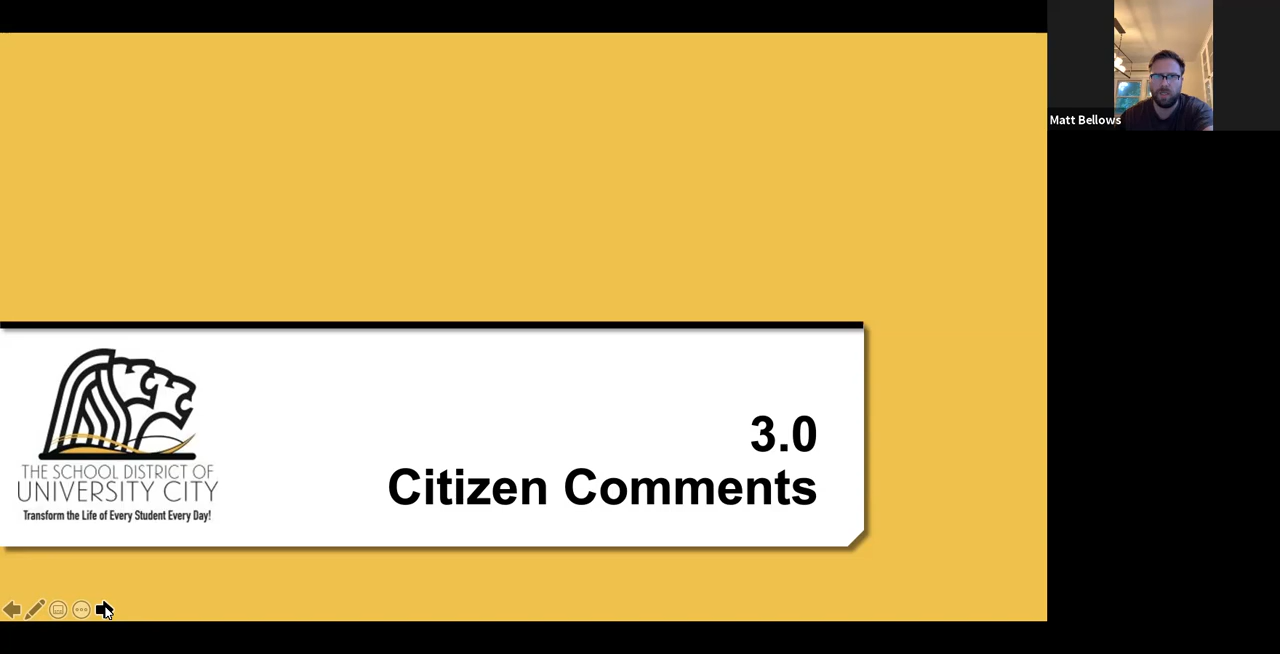 Matt Bellows
3.0
Citizen Comments
THE SCHOOL DISTRICT OF
UNIVERSITY CITY
Transform the Life of Every Student Every Day!